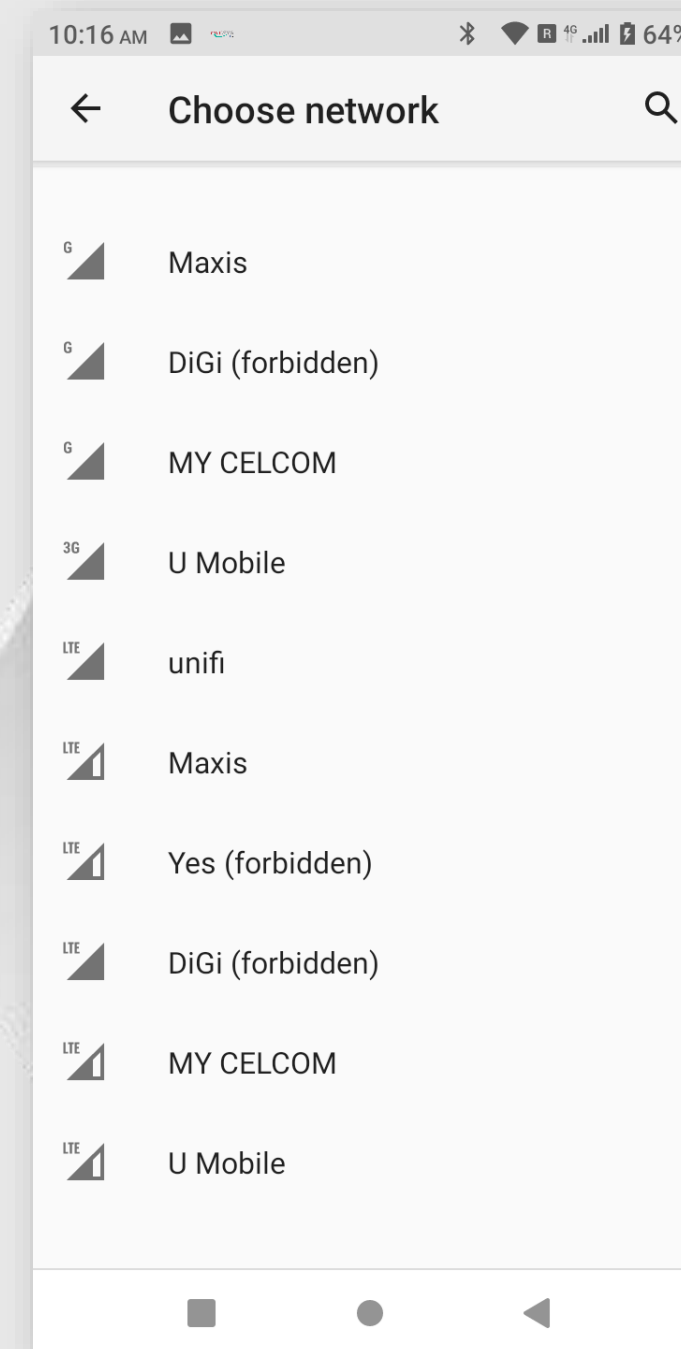 10:16 AM R 4G 64%
Choose network
G Maxis
G DiGi (forbidden)
G MY CELCOM
3G U Mobile
LTE unifi
LTE Maxis
LTE Yes (forbidden)
LTE DiGi (forbidden)
LTE MY CELCOM
LTE U Mobile